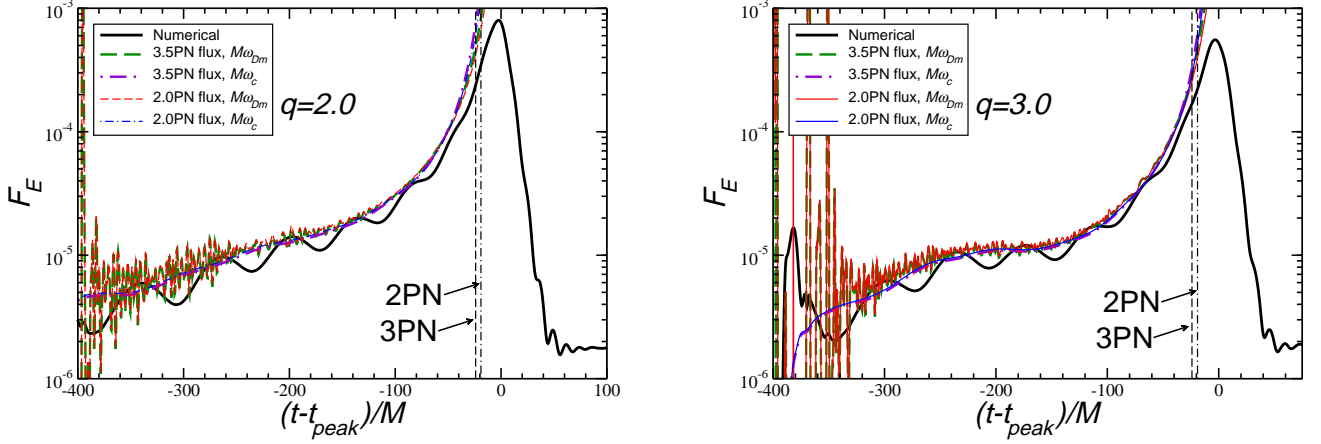 10^-3
10^-4
10^-5
10^-6
F_E
Numerical
3.5PN flux, Mω_Dm
3.5PN flux, Mω_c
2.0PN flux, Mω_Dm
2.0PN flux, Mω_c
q=2.0
2PN
3PN
-400 -300 -200 -100 0 100
(t-t_peak)/M
10^-3
10^-4
10^-5
10^-6
F_E
Numerical
3.5PN flux, Mω_Dm
3.5PN flux, Mω_c
2.0PN flux, Mω_Dm
2.0PN flux, Mω_c
q=3.0
2PN
3PN
-400 -300 -200 -100 0
(t-t_peak)/M